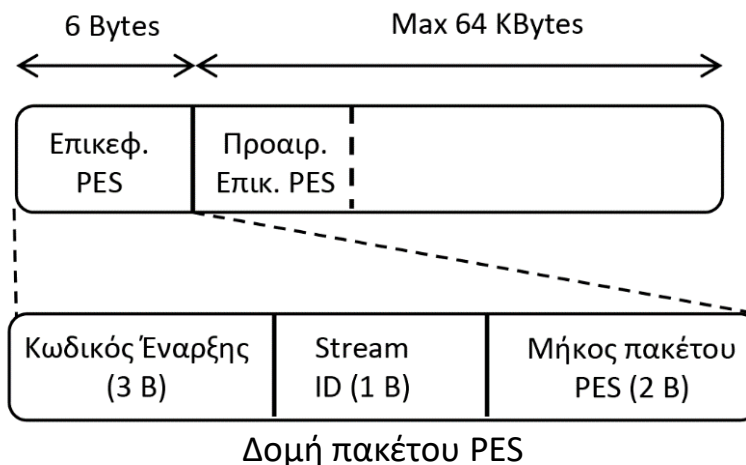 6 Bytes
Max 64 KBytes
Επικεφ.
PES
Προαιρ.
Επικ. PES
Κωδικός Έναρξης
(3 B)
Stream
ID (1 B)
Μήκος πακέτου
PES (2 B)
Δομή πακέτου PES